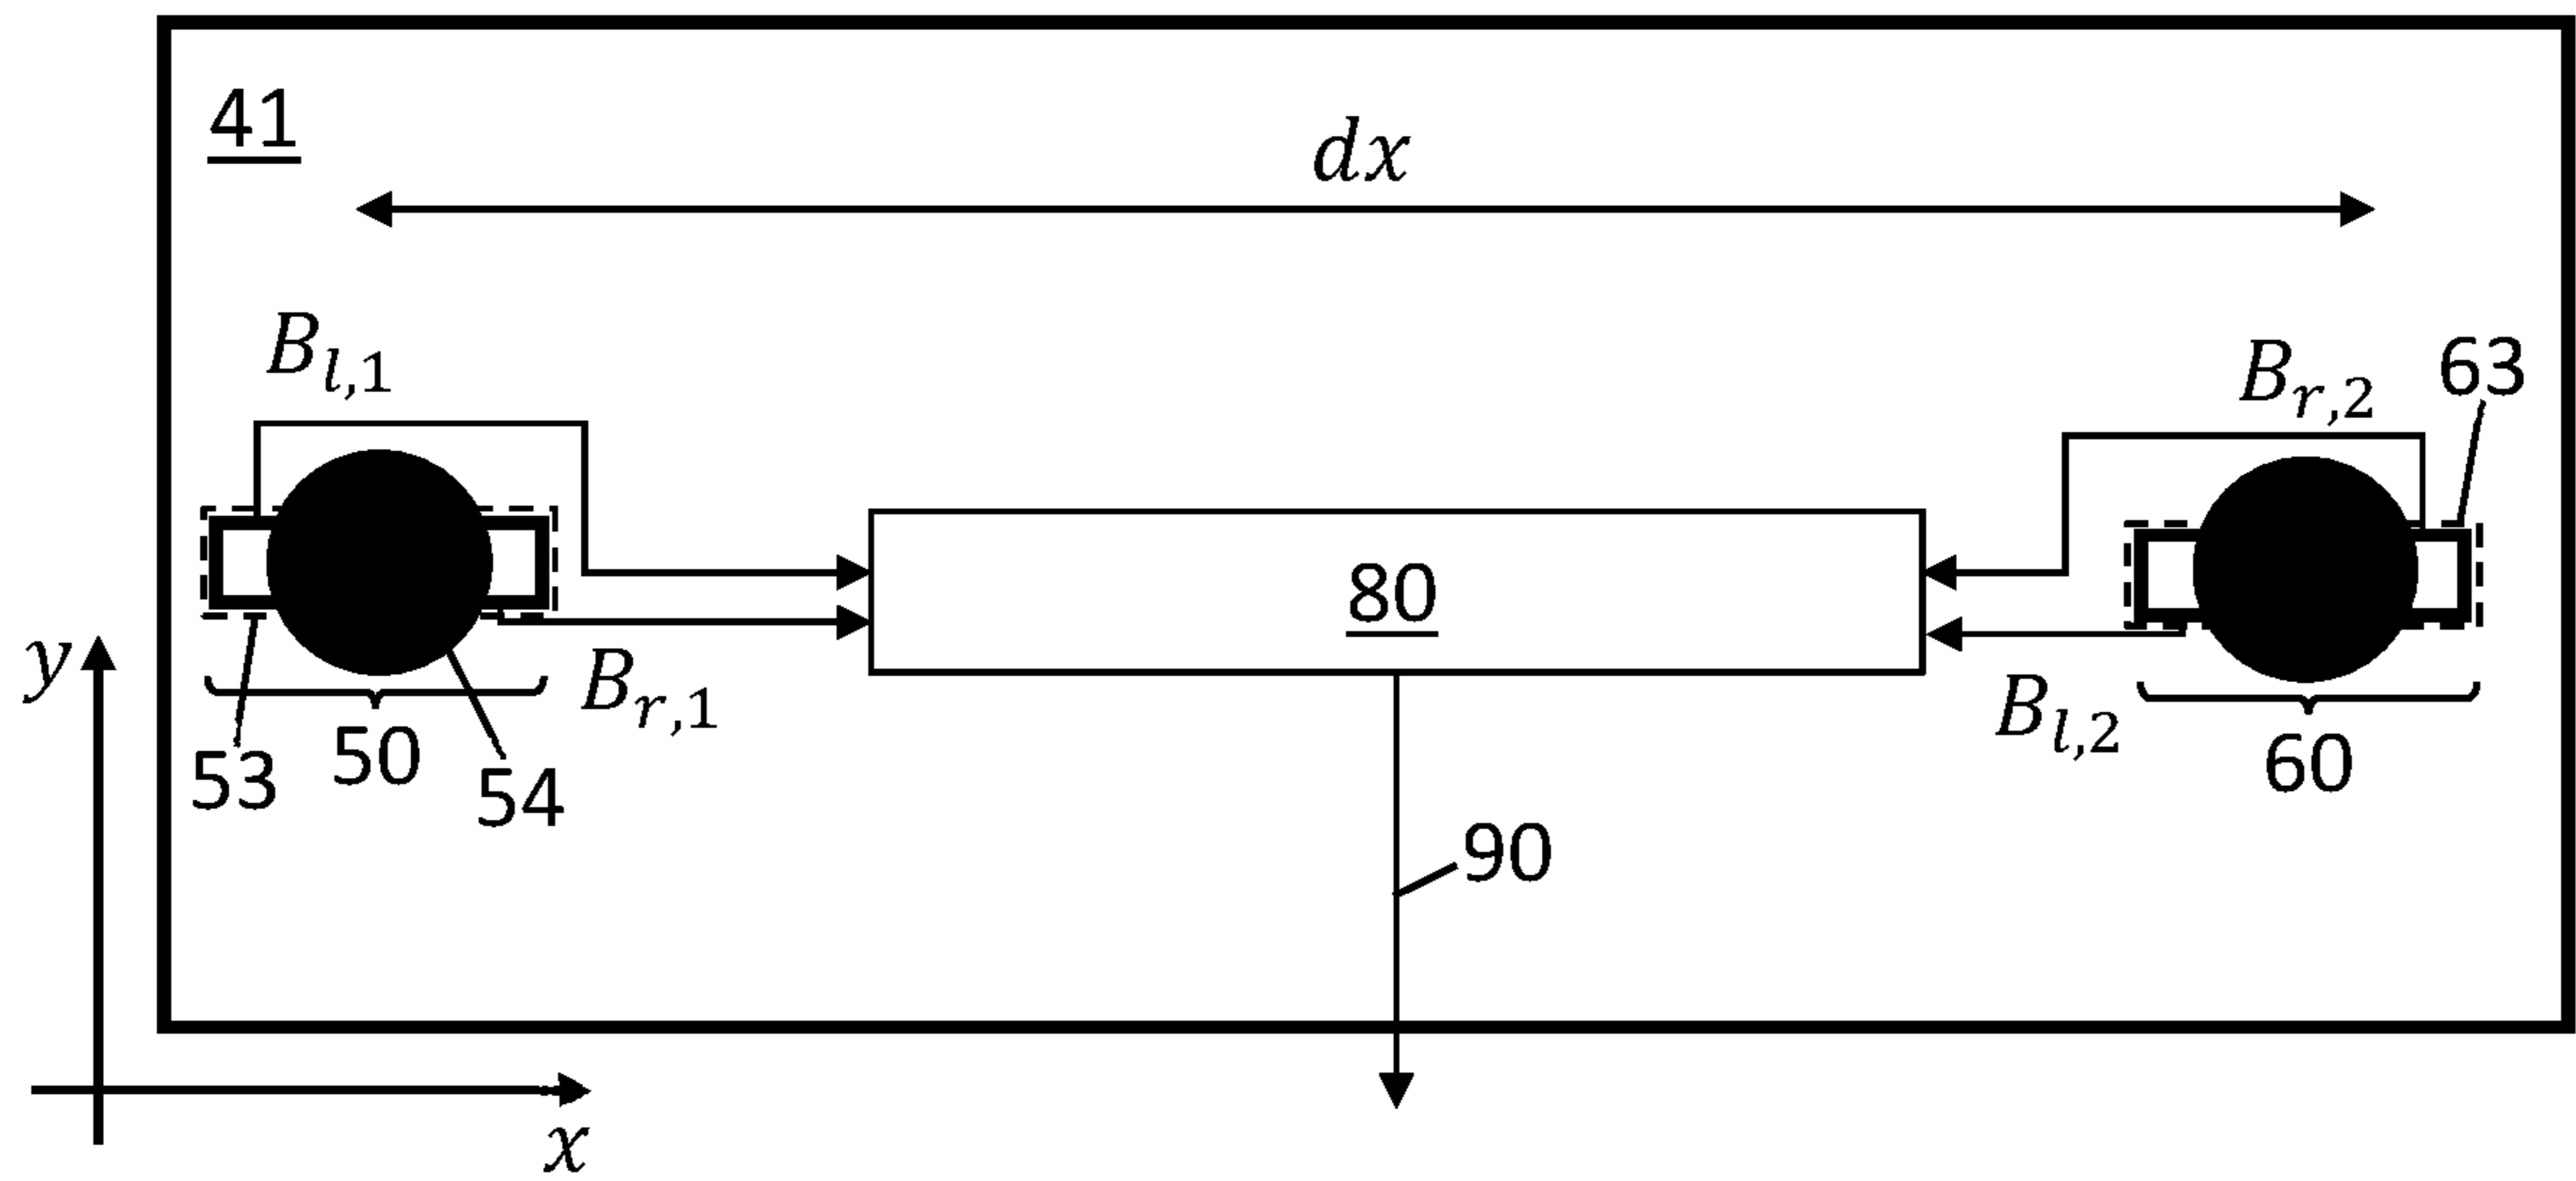 41
dx
B_{l,1}
B_{r,2}
63
80
y
B_{r,1}
B_{l,2}
53
50
54
60
90
x